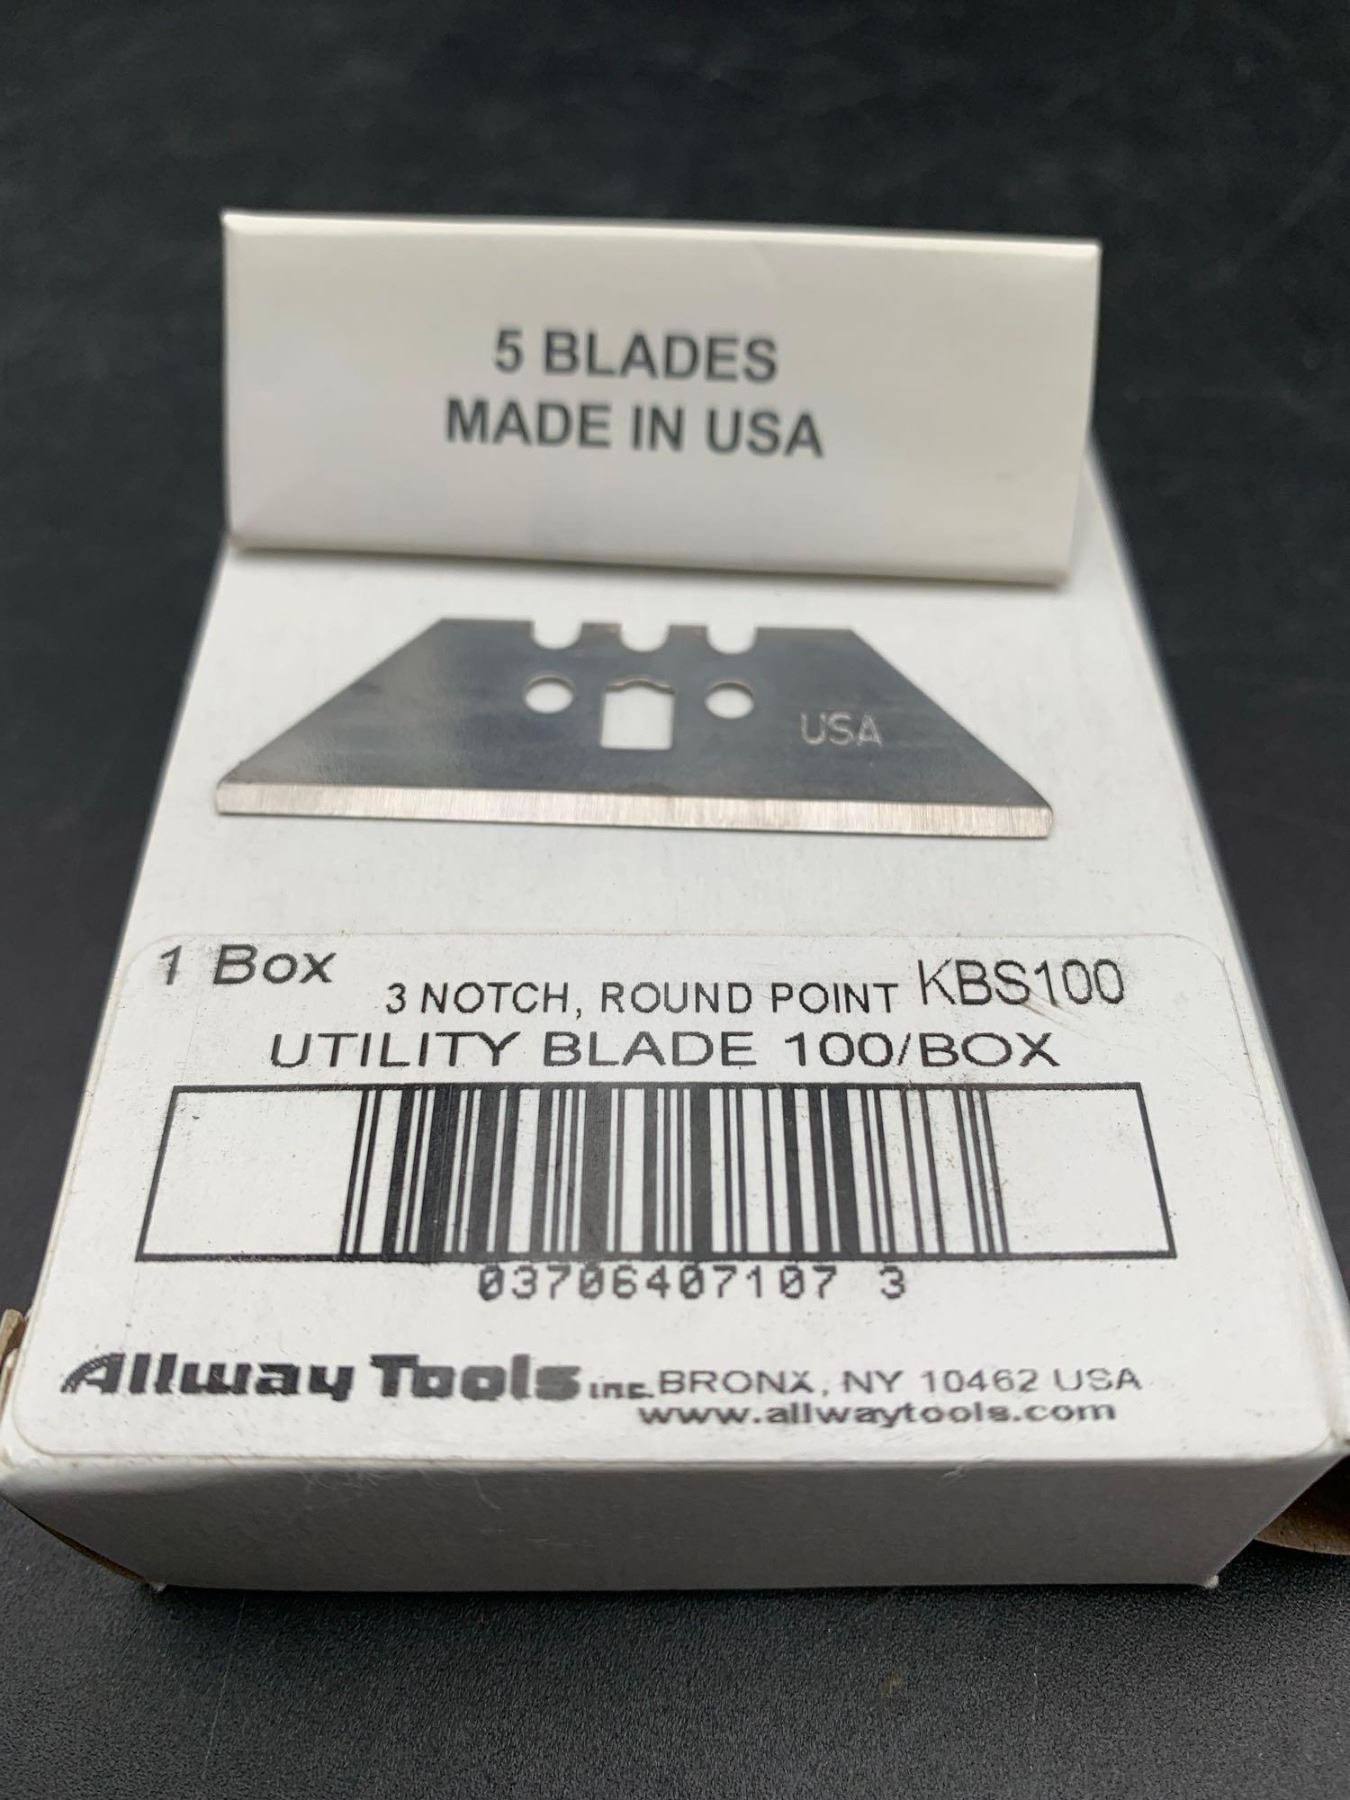 5 BLADES
MADE IN USA
USA
1 Box
3 NOTCH, ROUND POINT KBS100
UTILITY BLADE 100/BOX
03706407107 3
Allway Tools inc. BRONX, NY 10462 USA
www.allwaytools.com